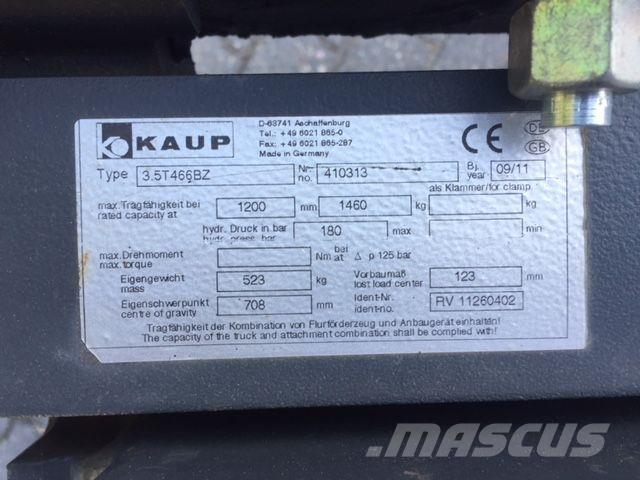 KAUP
D-63741 Aschaffenburg
Tel.: +49 6021 865-0
Fax: +49 6021 865-287
Made in Germany
CE DE
GB
Type 3.5T466BZ Nr. no. 410313 Bj. year 09/11
als Klammer/for clamp
max. Tragfähigkeit bei
rated capacity at 1200 mm 1460 kg kg
hydr. Druck in bar
hydr. press. bar 180 max min
max. Drehmoment
max. torque Nm bei at Δ p 125 bar
Eigengewicht
mass 523 kg Vorbaumaß
lost load center 123 mm
Eigenschwerpunkt
centre of gravity 708 mm Ident-Nr.
ident-no. RV 11260402
Tragfähigkeit der Kombination von Flurförderzeug und Anbaugerät einhalten!
The capacity of the truck and attachment combination shall be complied with!
MASCUS